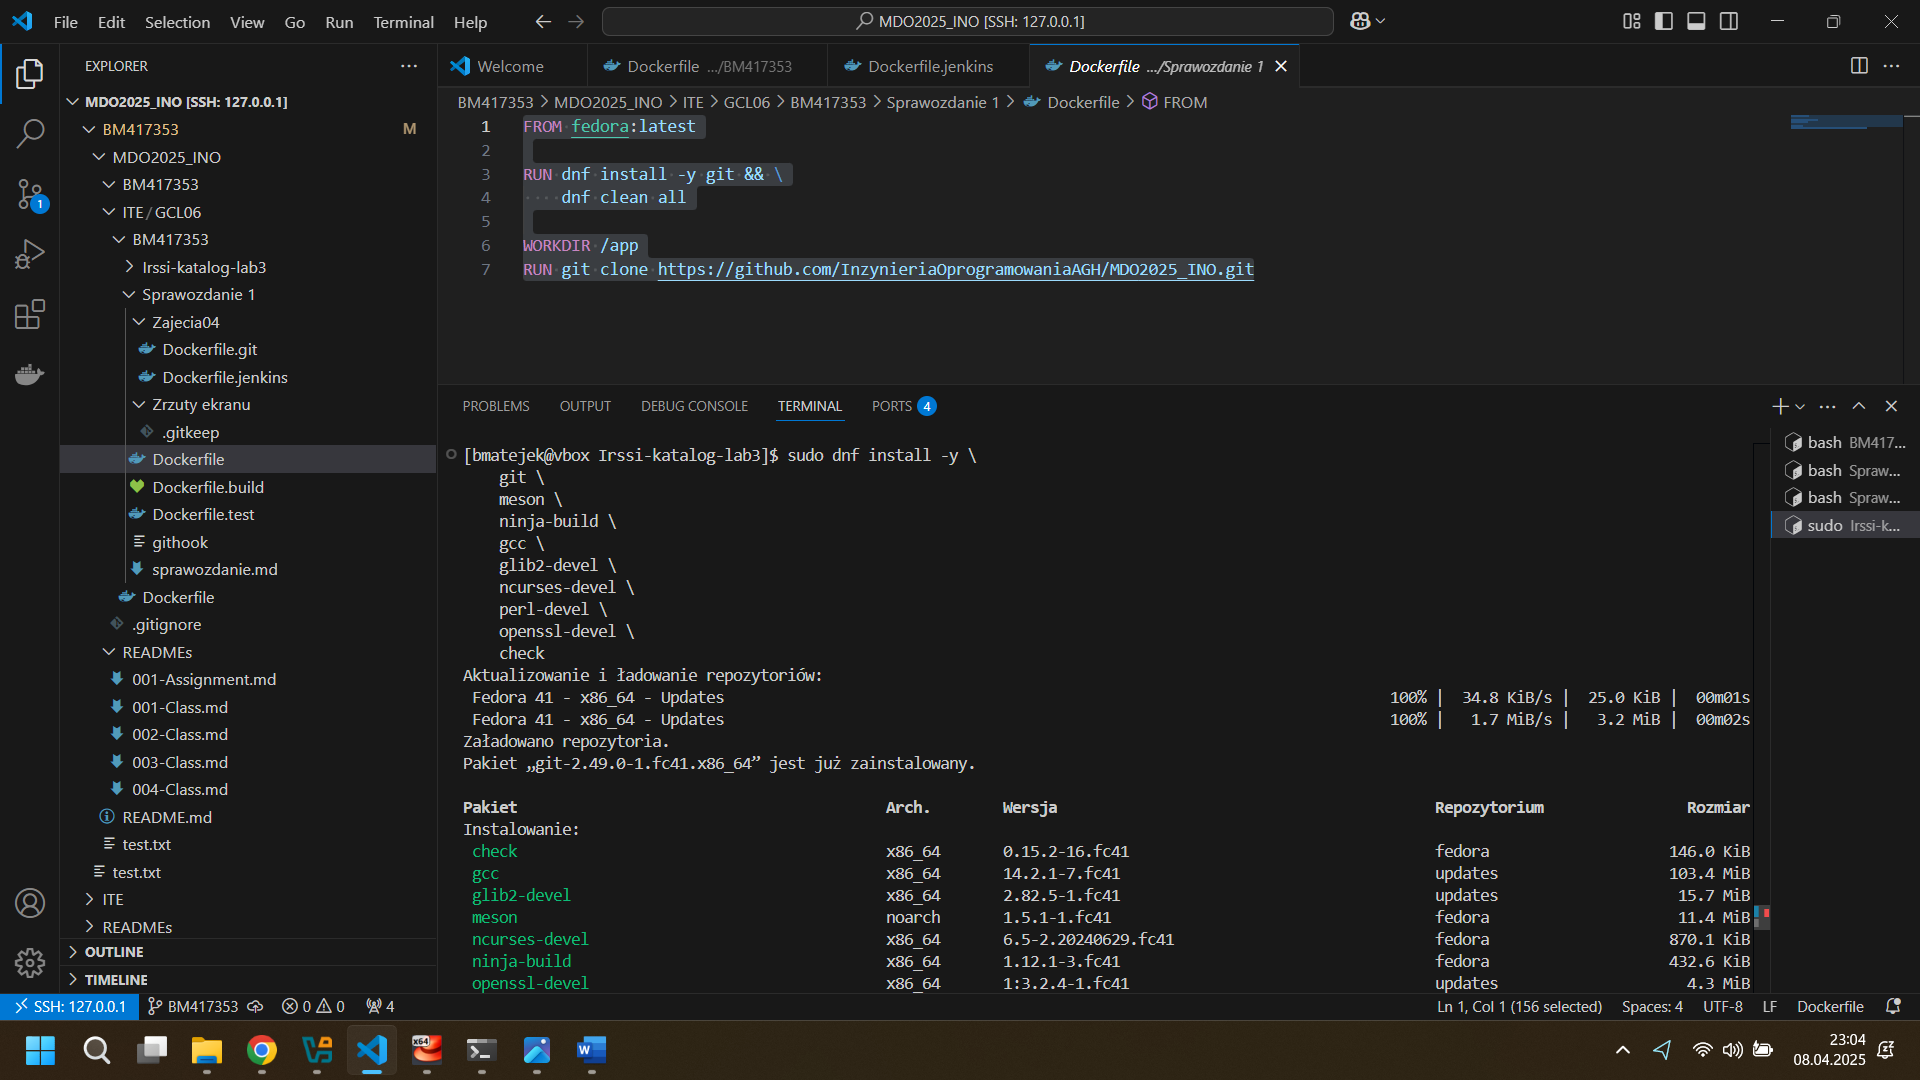 File Edit Selection View Go Run Terminal Help
MDO2025_INO [SSH: 127.0.0.1]
EXPLORER
MDO2025_INO [SSH: 127.0.0.1]
BM417353 M
MDO2025_INO
BM417353
ITE / GCL06
BM417353
Irssi-katalog-lab3
Sprawozdanie 1
Zajecia04
Dockerfile.git
Dockerfile.jenkins
Zrzuty ekranu
.gitkeep
Dockerfile
Dockerfile.build
Dockerfile.test
githook
sprawozdanie.md
Dockerfile
.gitignore
READMEs
001-Assignment.md
001-Class.md
002-Class.md
003-Class.md
004-Class.md
README.md
test.txt
test.txt
ITE
READMEs
OUTLINE
TIMELINE
1
Welcome
Dockerfile .../BM417353
Dockerfile.jenkins
Dockerfile .../Sprawozdanie 1
BM417353 > MDO2025_INO > ITE > GCL06 > BM417353 > Sprawozdanie 1 > Dockerfile > FROM
1 FROM fedora:latest
2
3 RUN dnf install -y git && \
4 dnf clean all
5
6 WORKDIR /app
7 RUN git clone https://github.com/InzynieriaOprogramowaniaAGH/MDO2025_INO.git
PROBLEMS OUTPUT DEBUG CONSOLE TERMINAL PORTS 4
[bmatejek@vbox Irssi-katalog-lab3]$ sudo dnf install -y \
git \
meson \
ninja-build \
gcc \
glib2-devel \
ncurses-devel \
perl-devel \
openssl-devel \
check
Aktualizowanie i ładowanie repozytoriów:
Fedora 41 - x86_64 - Updates 100% | 34.8 KiB/s | 25.0 KiB | 00m01s
Fedora 41 - x86_64 - Updates 100% | 1.7 MiB/s | 3.2 MiB | 00m02s
Załadowano repozytoria.
Pakiet „git-2.49.0-1.fc41.x86_64” jest już zainstalowany.
Pakiet Arch. Wersja Repozytorium Rozmiar
Instalowanie:
check x86_64 0.15.2-16.fc41 fedora 146.0 KiB
gcc x86_64 14.2.1-7.fc41 updates 103.4 MiB
glib2-devel x86_64 2.82.5-1.fc41 updates 15.7 MiB
meson noarch 1.5.1-1.fc41 fedora 11.4 MiB
ncurses-devel x86_64 6.5-2.20240629.fc41 fedora 870.1 KiB
ninja-build x86_64 1.12.1-3.fc41 fedora 432.6 KiB
openssl-devel x86_64 1:3.2.4-1.fc41 updates 4.3 MiB
bash BM417...
bash Spraw...
bash Spraw...
sudo Irssi-k...
SSH: 127.0.0.1 BM417353 0 0 4
Ln 1, Col 1 (156 selected) Spaces: 4 UTF-8 LF Dockerfile
x64
W
23:04
08.04.2025